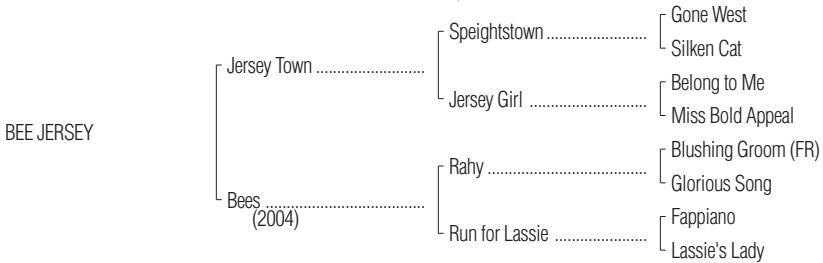 Gone West
Speightstown ........................
Silken Cat
Jersey Town ..........................
Belong to Me
Jersey Girl ............................
Miss Bold Appeal
BEE JERSEY
Blushing Groom (FR)
Rahy ......................................
Glorious Song
Bees ......................................
(2004)
Fappiano
Run for Lassie ......................
Lassie's Lady